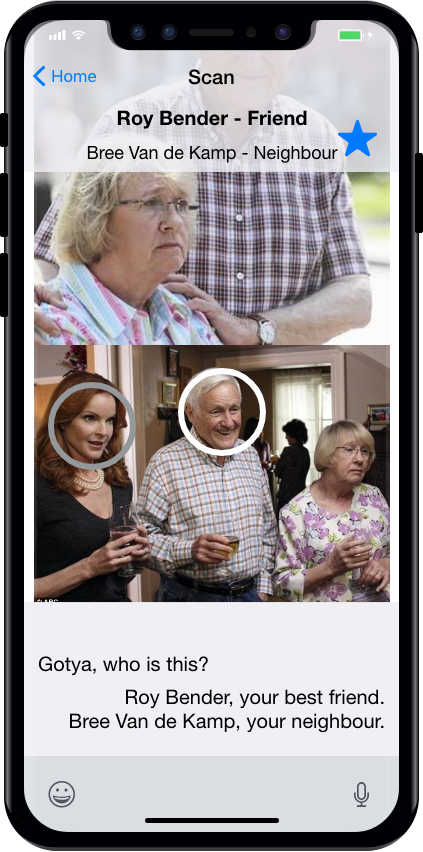 Home
Scan
Roy Bender - Friend
Bree Van de Kamp - Neighbour
Gotya, who is this?
Roy Bender, your best friend.
Bree Van de Kamp, your neighbour.